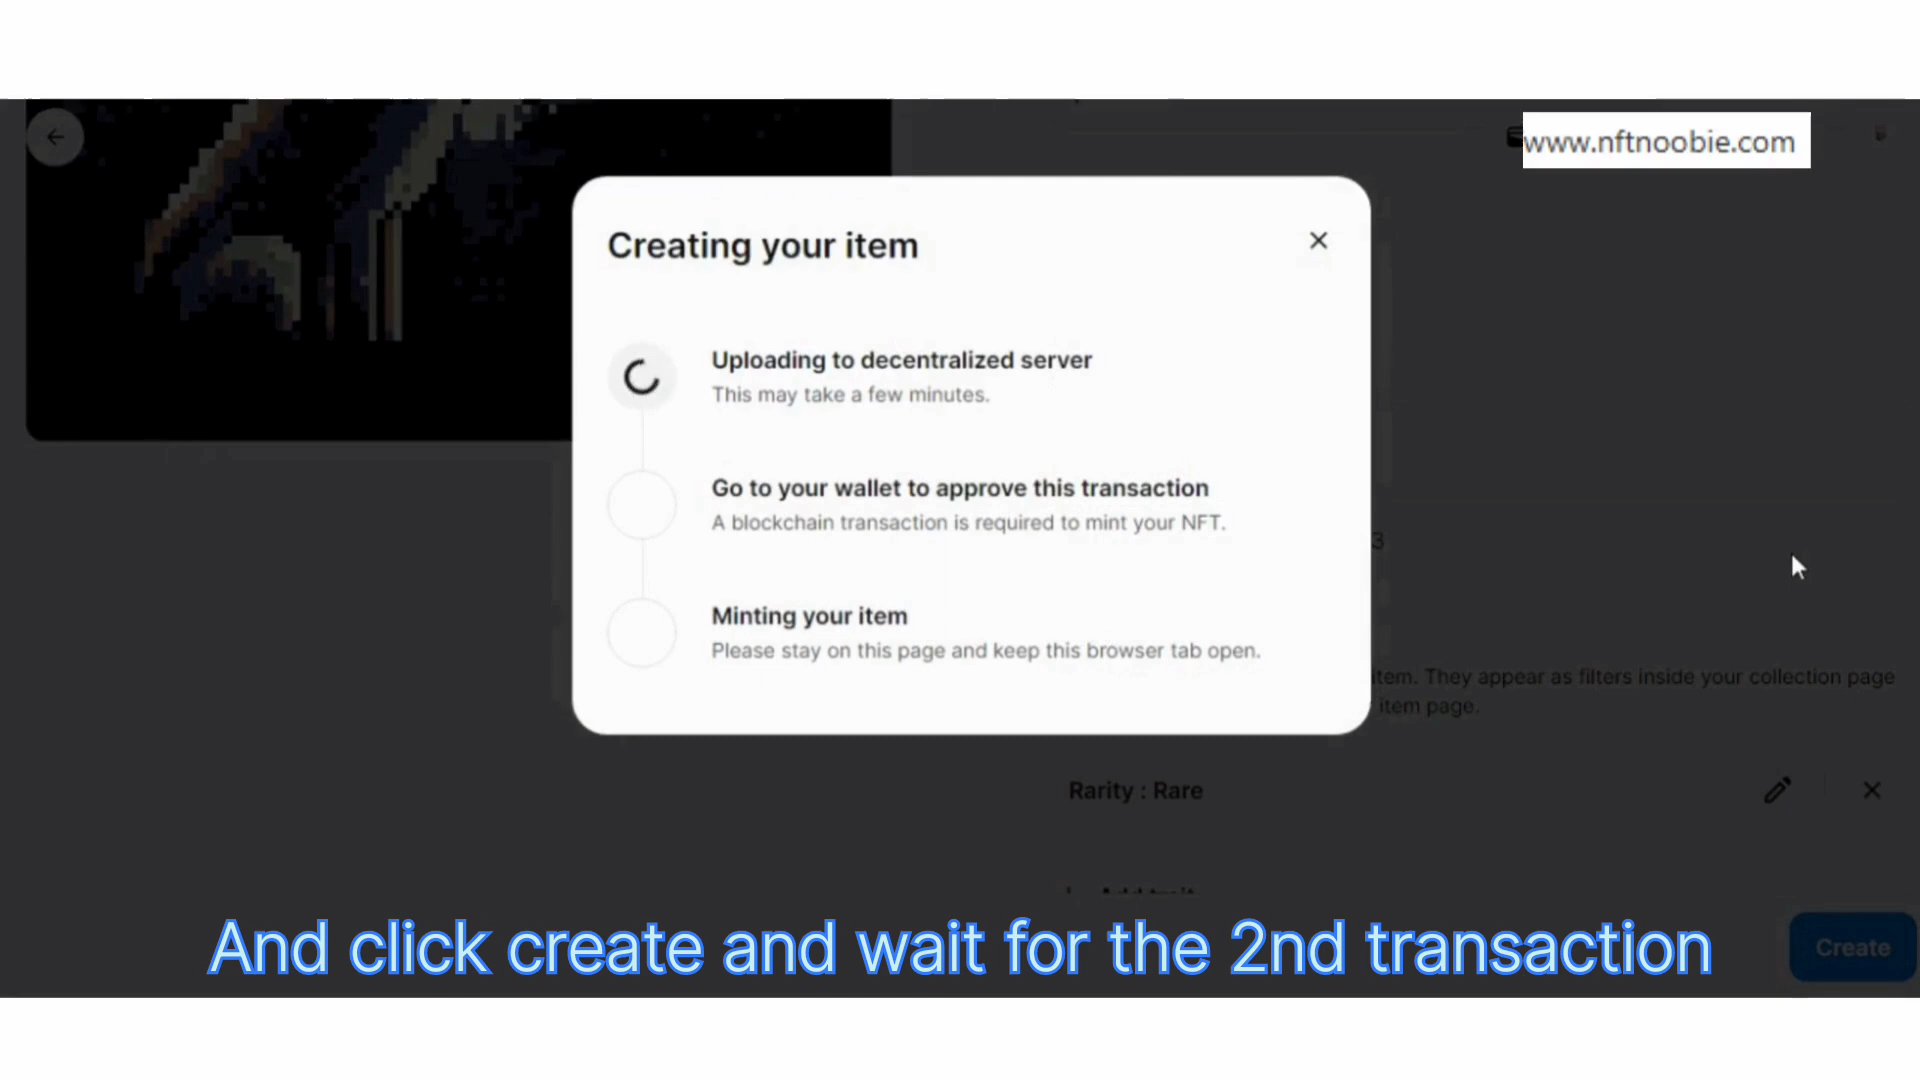 www.nftnoobie.com
Creating your item
Uploading to decentralized server
This may take a few minutes.
Go to your wallet to approve this transaction
A blockchain transaction is required to mint your NFT.
3
Minting your item
Please stay on this page and keep this browser tab open.
item. They appear as filters inside your collection page
item page.
Rarity : Rare
And click create and wait for the 2nd transaction
Create